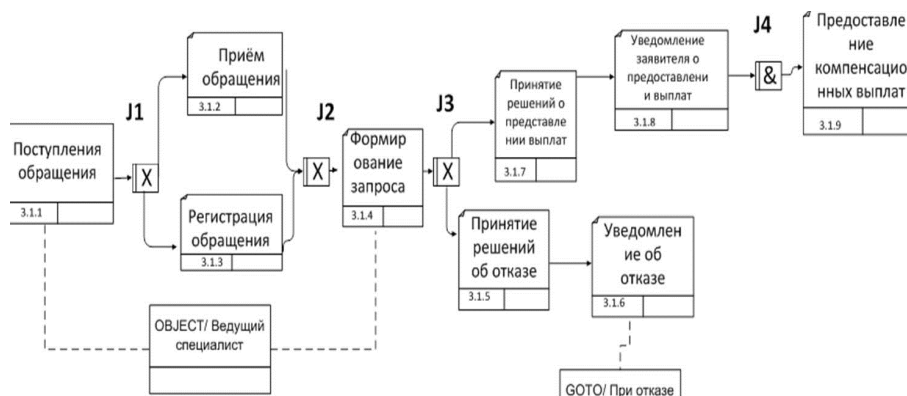 J1
J2
J3
J4
Поступления
обращения
3.1.1
X
Приём
обращения
3.1.2
Регистрация
обращения
3.1.3
X
Формир
ование
запроса
3.1.4
X
Принятие
решений о
представле
нии выплат
3.1.7
Уведомление
заявителя о
предоставлени
и выплат
3.1.8
&
Предоставле
ние
компенсацио
нных выплат
3.1.9
Принятие
решений
об отказе
3.1.5
Уведомлен
ие об
отказе
3.1.6
OBJECT/ Ведущий
специалист
GOTO/ При отказе